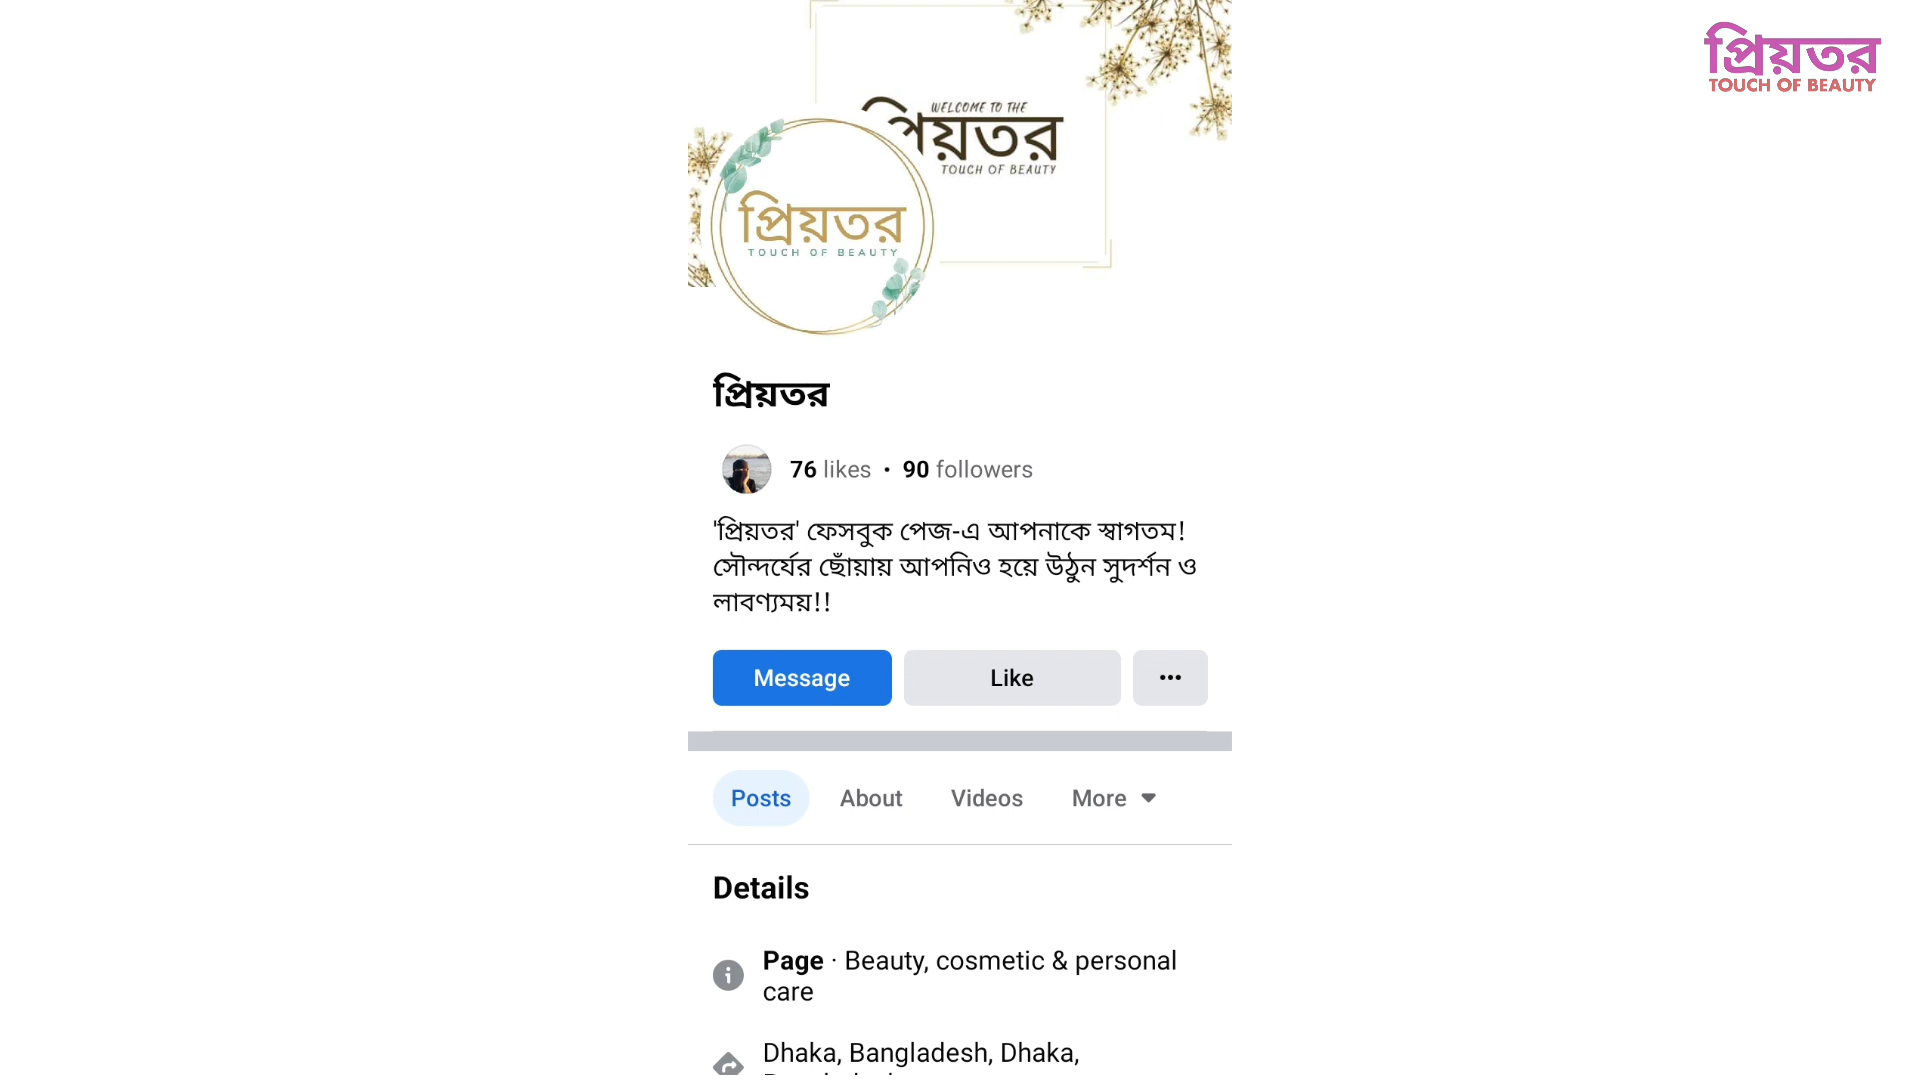 প্রিয়তর
TOUCH OF BEAUTY
WELCOME TO THE
TOUCH OF BEAUTY
প্রিয়তর
TOUCH OF BEAUTY
প্রিয়তর
76 likes • 90 followers
'প্রিয়তর' ফেসবুক পেজ-এ আপনাকে স্বাগতম!
সৌন্দর্যের ছোঁয়ায় আপনিও হয়ে উঠুন সুদর্শন ও
লাবণ্যময়!!
Message Like
Posts About Videos More
Details
Page · Beauty, cosmetic & personal
care
Dhaka, Bangladesh, Dhaka,